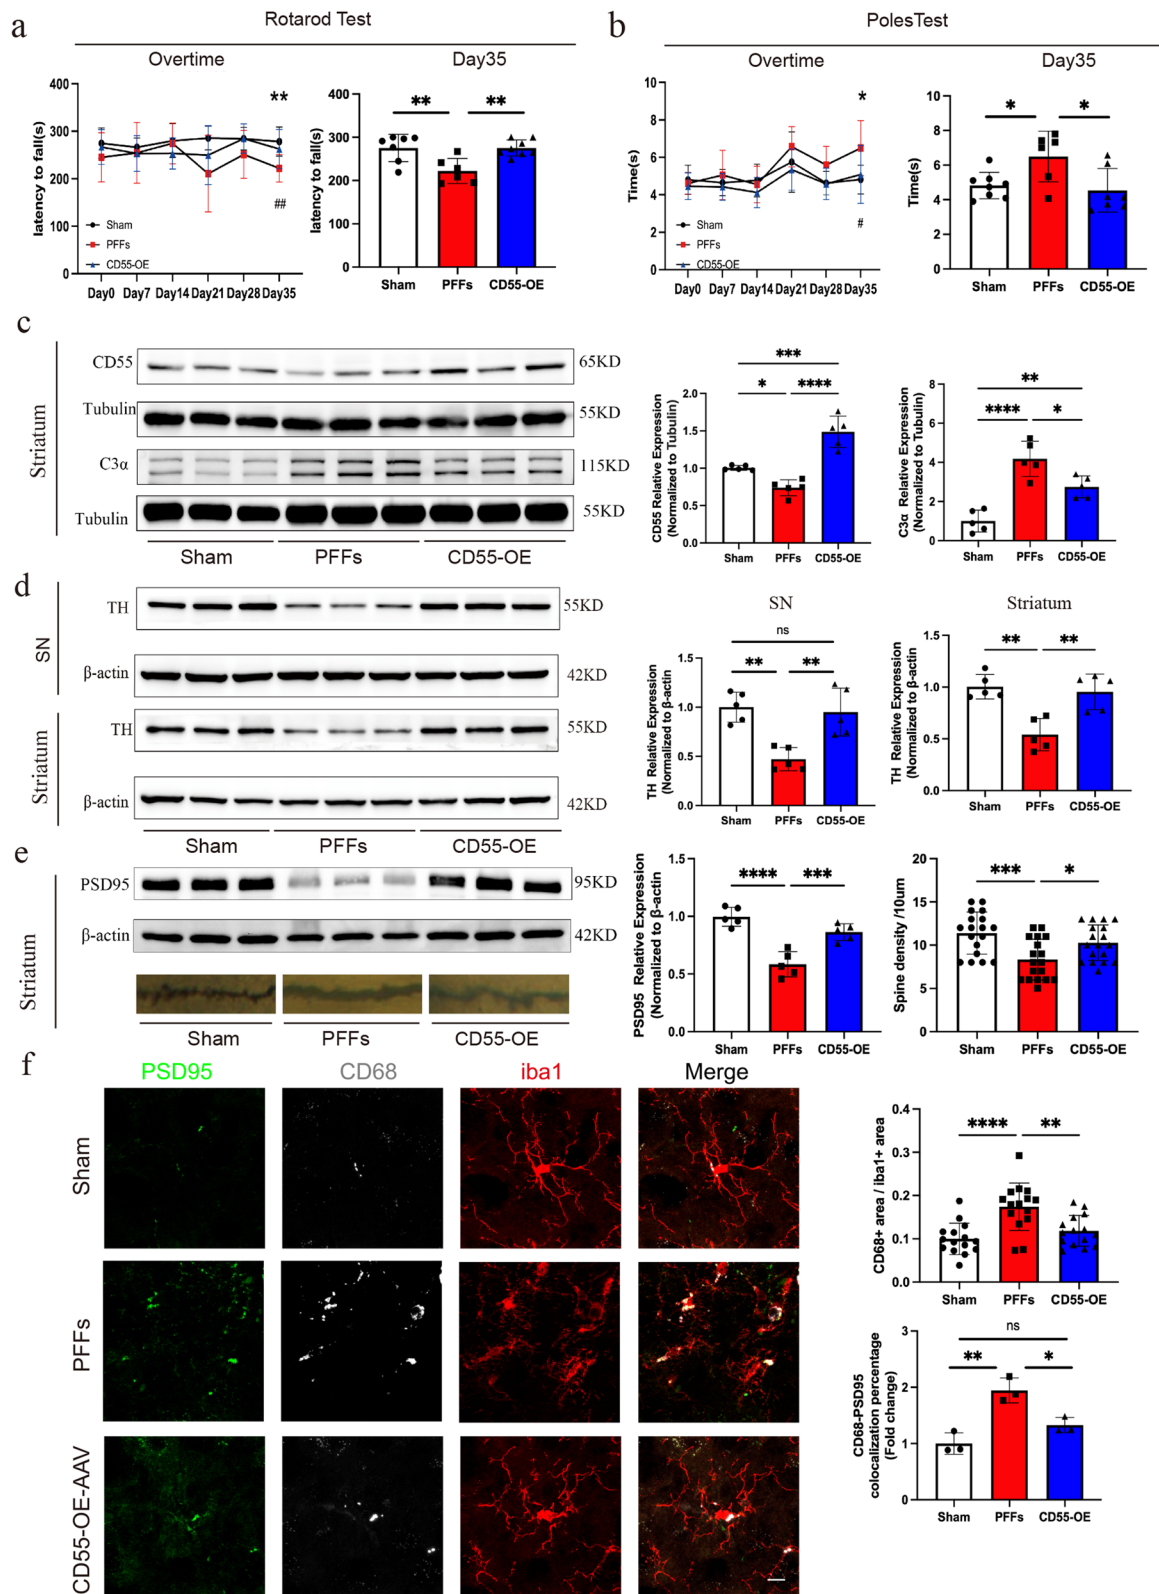 a
Rotarod Test
Overtime
Day35
400
300
200
100
0
latency to fall(s)
**
##
Sham
PFFs
CD55-OE
Day0 Day7 Day14 Day21 Day28 Day35
400
300
200
100
0
latency to fall(s)
** **
Sham PFFs CD55-OE
b
PolesTest
Overtime
Day35
10
8
6
4
2
0
Time(s)
*
#
Sham
PFFs
CD55-OE
Day0 Day7 Day14 Day21 Day28 Day35
10
8
6
4
2
0
Time(s)
* *
Sham PFFs CD55-OE
c
Striatum
CD55 65KD
Tubulin 55KD
C3α 115KD
Tubulin 55KD
Sham PFFs CD55-OE
CD55 Relative Expression
(Normalized to Tubulin)
2.0
1.5
1.0
0.5
0.0
***
* ****
Sham PFFs CD55-OE
C3α Relative Expression
(Normalized to Tubulin)
8
6
4
2
0
**
**** *
Sham PFFs CD55-OE
d
SN
TH 55KD
β-actin 42KD
Striatum
TH 55KD
β-actin 42KD
Sham PFFs CD55-OE
SN
TH Relative Expression
(Normalized to β-actin
1.5
1.0
0.5
0.0
ns
** **
Sham PFFs CD55-OE
Striatum
TH Relative Expression
(Normalized to β-actin)
1.5
1.0
0.5
0.0
** **
Sham PFFs CD55-OE
e
Striatum
PSD95 95KD
β-actin 42KD
Sham PFFs CD55-OE
PSD95 Relative Expression
(Normalized to β-actin)
1.5
1.0
0.5
0.0
**** ***
Sham PFFs CD55-OE
Spine density /10um
20
15
10
5
0
*** *
Sham PFFs CD55-OE
f
PSD95 CD68 iba1 Merge
Sham
PFFs
CD55-OE-AAV
CD68+ area / iba1+ area
0.4
0.3
0.2
0.1
0.0
**** **
Sham PFFs CD55-OE
CD68-PSD95
colocalization percentage
(Fold change)
3
2
1
0
ns
** *
Sham PFFs CD55-OE